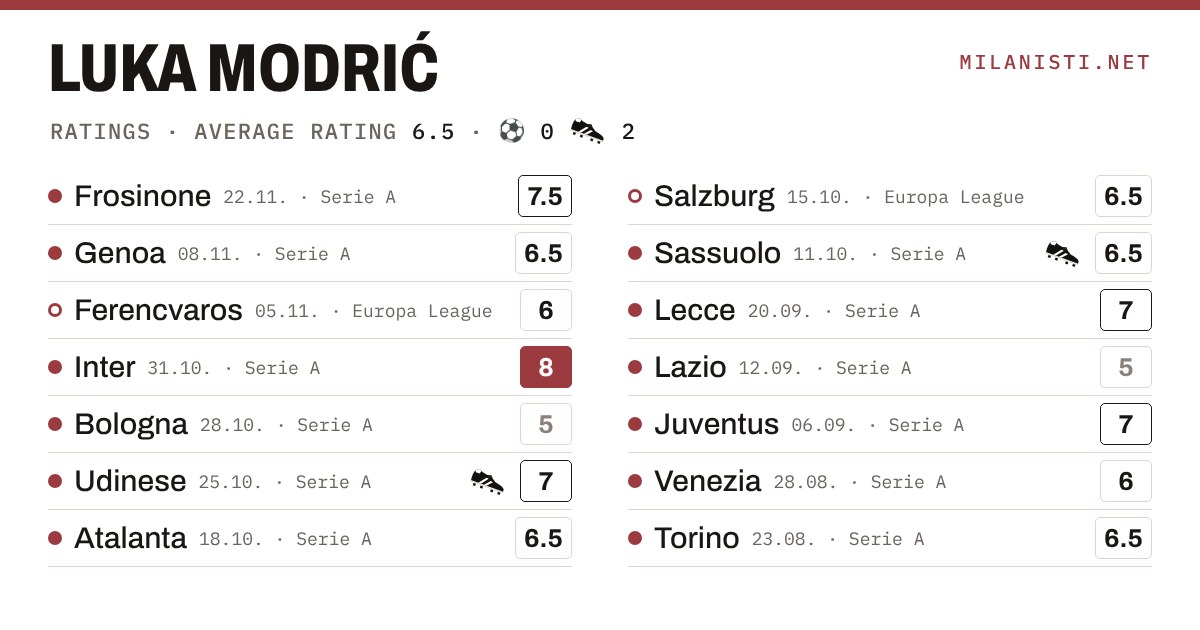 LUKA MODRIĆ
MILANISTI.NET
RATINGS · AVERAGE RATING 6.5 · ⚽ 0 👟 2
Frosinone 22.11. · Serie A 7.5
Genoa 08.11. · Serie A 6.5
Ferencvaros 05.11. · Europa League 6
Inter 31.10. · Serie A 8
Bologna 28.10. · Serie A 5
Udinese 25.10. · Serie A 7
Atalanta 18.10. · Serie A 6.5
Salzburg 15.10. · Europa League 6.5
Sassuolo 11.10. · Serie A 6.5
Lecce 20.09. · Serie A 7
Lazio 12.09. · Serie A 5
Juventus 06.09. · Serie A 7
Venezia 28.08. · Serie A 6
Torino 23.08. · Serie A 6.5